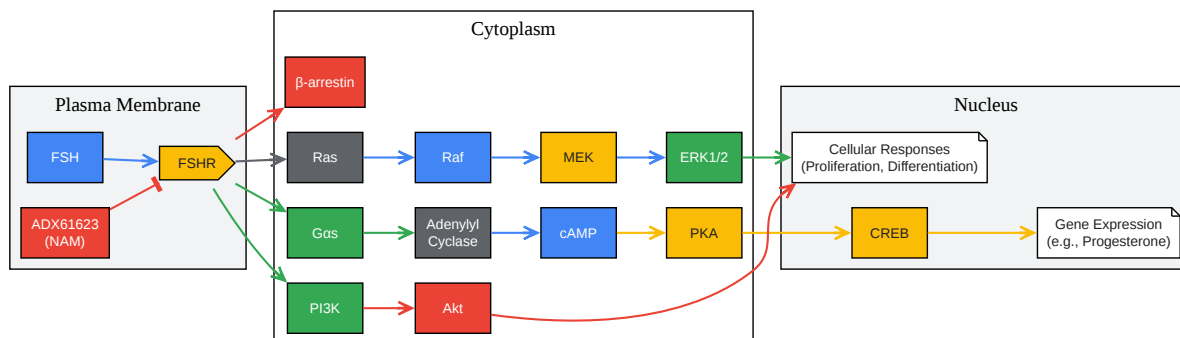 Cytoplasm
Plasma Membrane
Nucleus
β-arrestin
FSH
FSHR
ADX61623
(NAM)
Ras
Raf
MEK
ERK1/2
Cellular Responses
(Proliferation, Differentiation)
Gαs
Adenylyl
Cyclase
cAMP
PKA
CREB
Gene Expression
(e.g., Progesterone)
PI3K
Akt